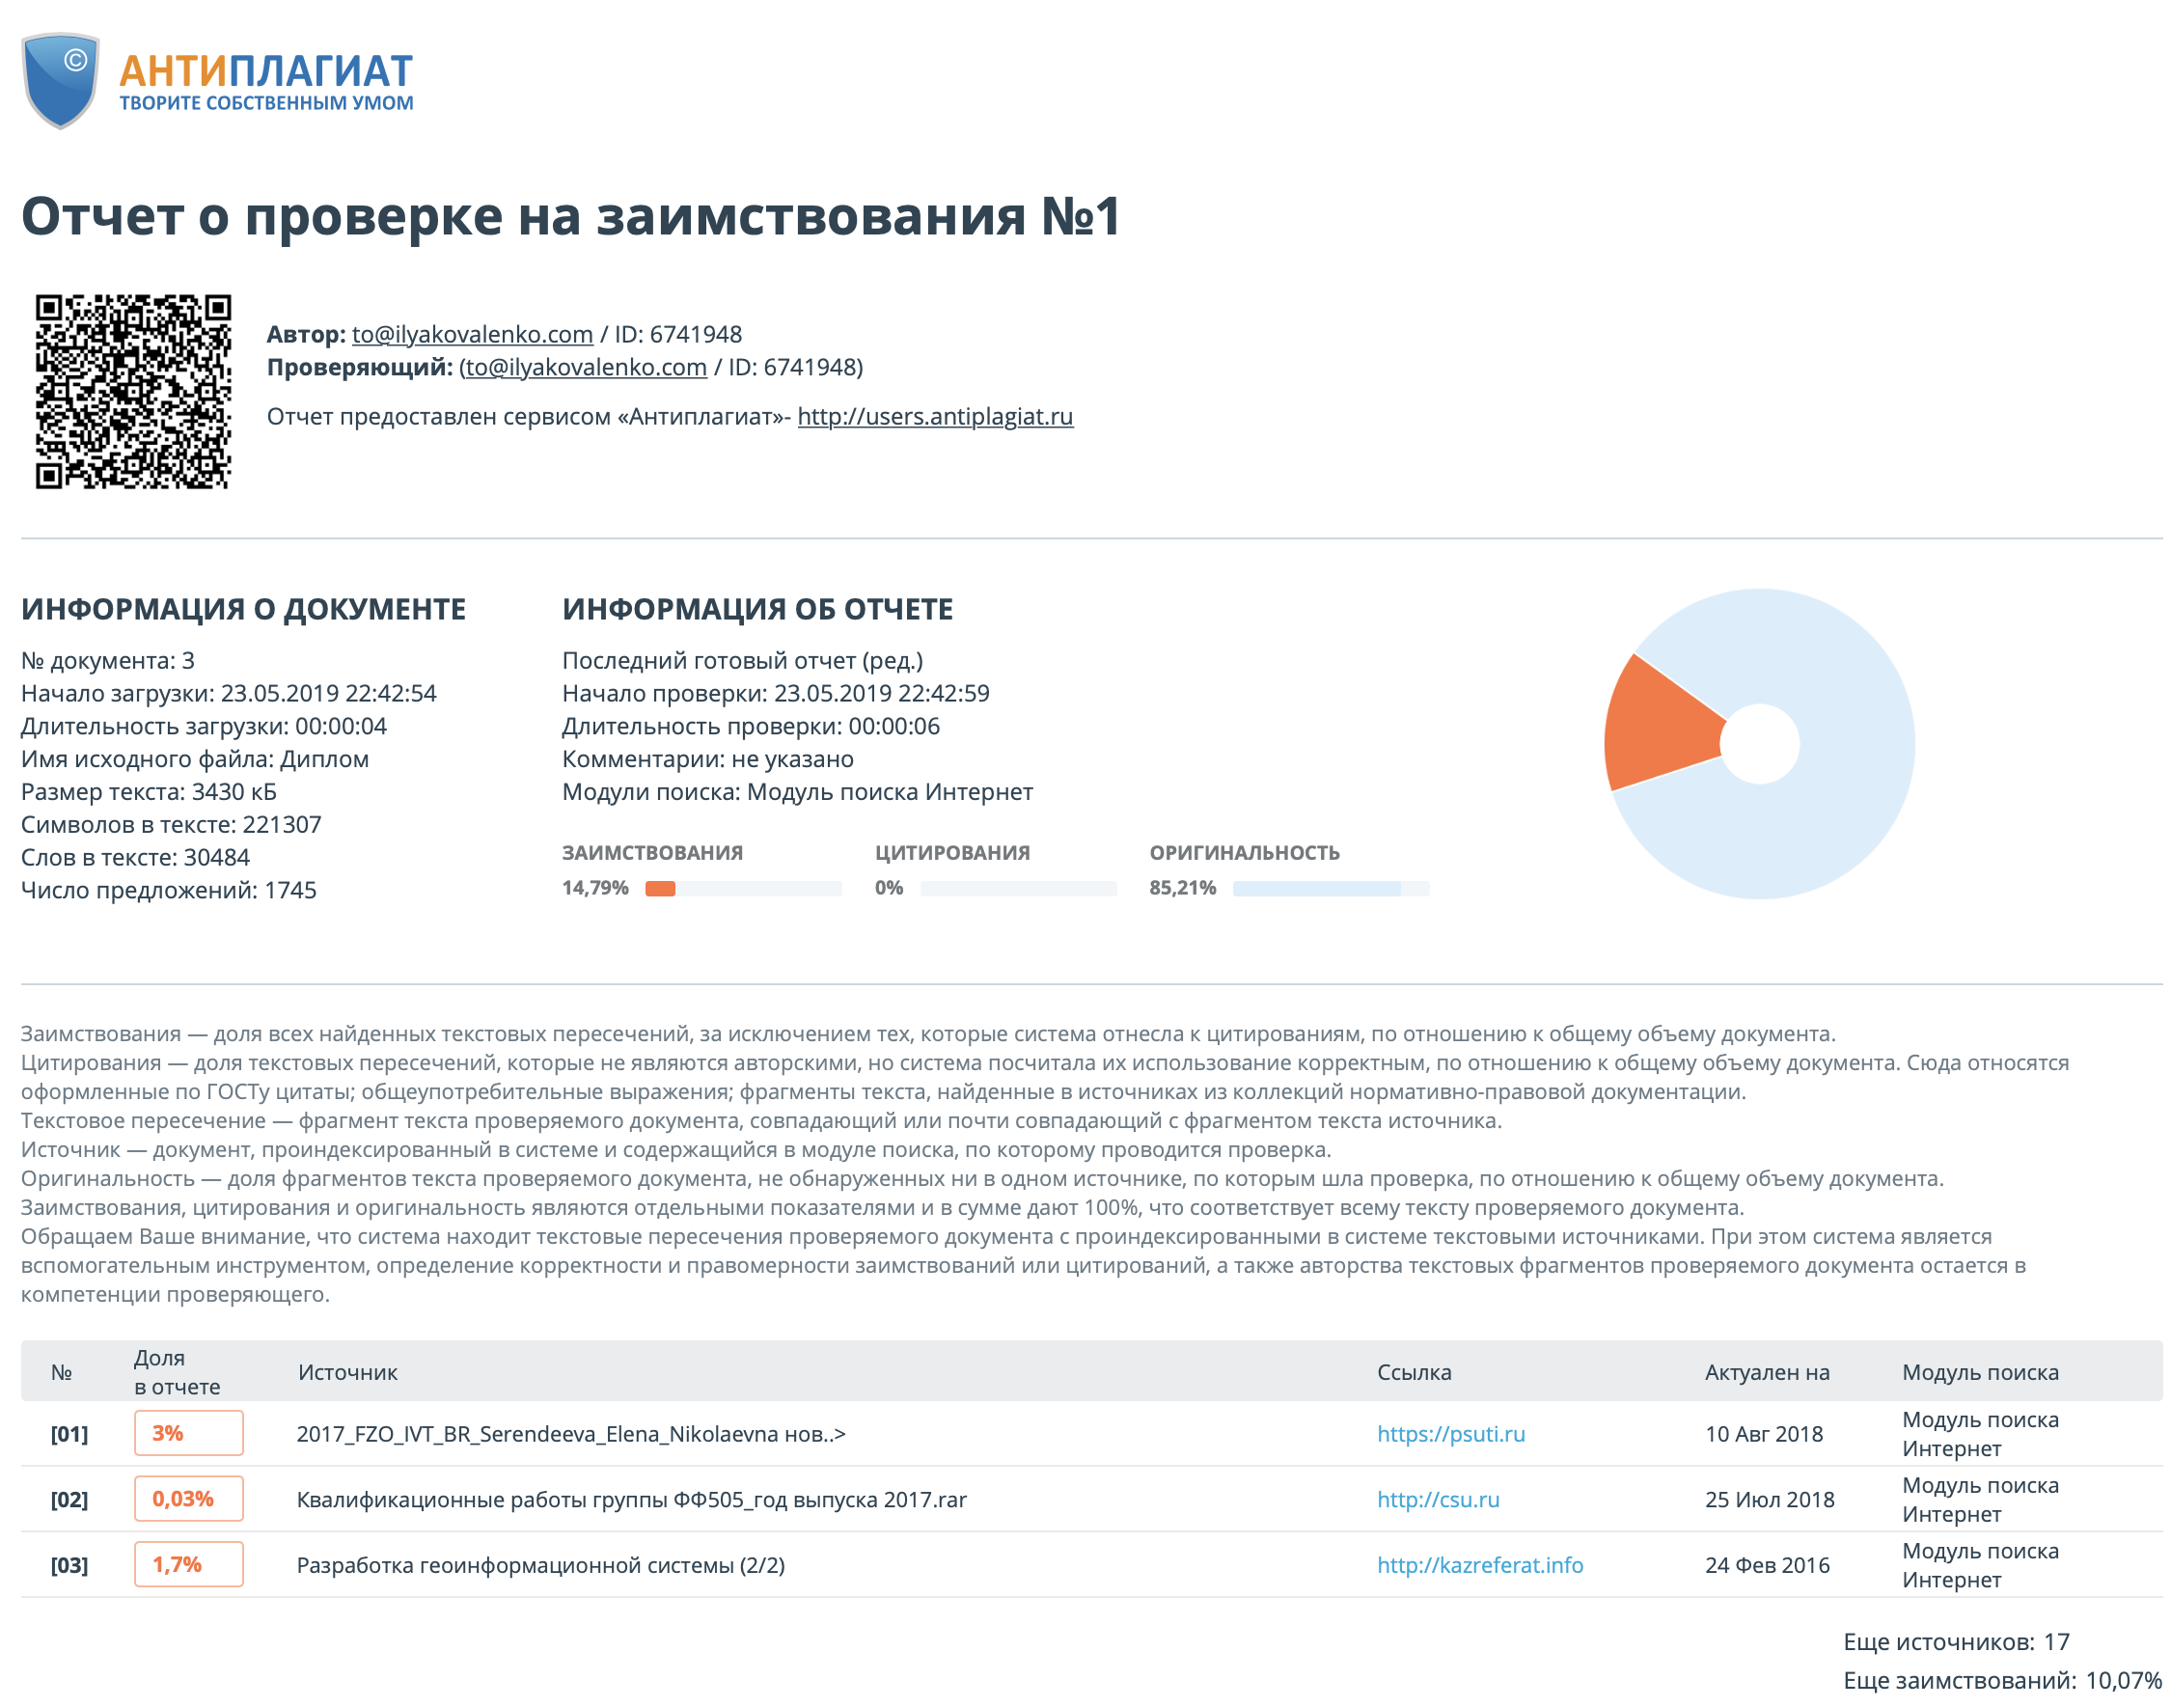 ©
АНТИПЛАГИАТ
ТВОРИТЕ СОБСТВЕННЫМ УМОМ
Отчет о проверке на заимствования №1
Автор: to@ilyakovalenko.com / ID: 6741948
Проверяющий: (to@ilyakovalenko.com / ID: 6741948)
Отчет предоставлен сервисом «Антиплагиат»- http://users.antiplagiat.ru
ИНФОРМАЦИЯ О ДОКУМЕНТЕ
№ документа: 3
Начало загрузки: 23.05.2019 22:42:54
Длительность загрузки: 00:00:04
Имя исходного файла: Диплом
Размер текста: 3430 кБ
Символов в тексте: 221307
Слов в тексте: 30484
Число предложений: 1745
ИНФОРМАЦИЯ ОБ ОТЧЕТЕ
Последний готовый отчет (ред.)
Начало проверки: 23.05.2019 22:42:59
Длительность проверки: 00:00:06
Комментарии: не указано
Модули поиска: Модуль поиска Интернет
ЗАИМСТВОВАНИЯ ЦИТИРОВАНИЯ ОРИГИНАЛЬНОСТЬ
14,79% 0% 85,21%
Заимствования — доля всех найденных текстовых пересечений, за исключением тех, которые система отнесла к цитированиям, по отношению к общему объему документа.
Цитирования — доля текстовых пересечений, которые не являются авторскими, но система посчитала их использование корректным, по отношению к общему объему документа. Сюда относятся
оформленные по ГОСТу цитаты; общеупотребительные выражения; фрагменты текста, найденные в источниках из коллекций нормативно-правовой документации.
Текстовое пересечение — фрагмент текста проверяемого документа, совпадающий или почти совпадающий с фрагментом текста источника.
Источник — документ, проиндексированный в системе и содержащийся в модуле поиска, по которому проводится проверка.
Оригинальность — доля фрагментов текста проверяемого документа, не обнаруженных ни в одном источнике, по которым шла проверка, по отношению к общему объему документа.
Заимствования, цитирования и оригинальность являются отдельными показателями и в сумме дают 100%, что соответствует всему тексту проверяемого документа.
Обращаем Ваше внимание, что система находит текстовые пересечения проверяемого документа с проиндексированными в системе текстовыми источниками. При этом система является
вспомогательным инструментом, определение корректности и правомерности заимствований или цитирований, а также авторства текстовых фрагментов проверяемого документа остается в
компетенции проверяющего.
№ Доля в отчете Источник Ссылка Актуален на Модуль поиска
[01] 3% 2017_FZO_IVT_BR_Serendeeva_Elena_Nikolaevna нов..> https://psuti.ru 10 Авг 2018 Модуль поиска Интернет
[02] 0,03% Квалификационные работы группы ФФ505_год выпуска 2017.rar http://csu.ru 25 Июл 2018 Модуль поиска Интернет
[03] 1,7% Разработка геоинформационной системы (2/2) http://kazreferat.info 24 Фев 2016 Модуль поиска Интернет
Еще источников: 17
Еще заимствований: 10,07%